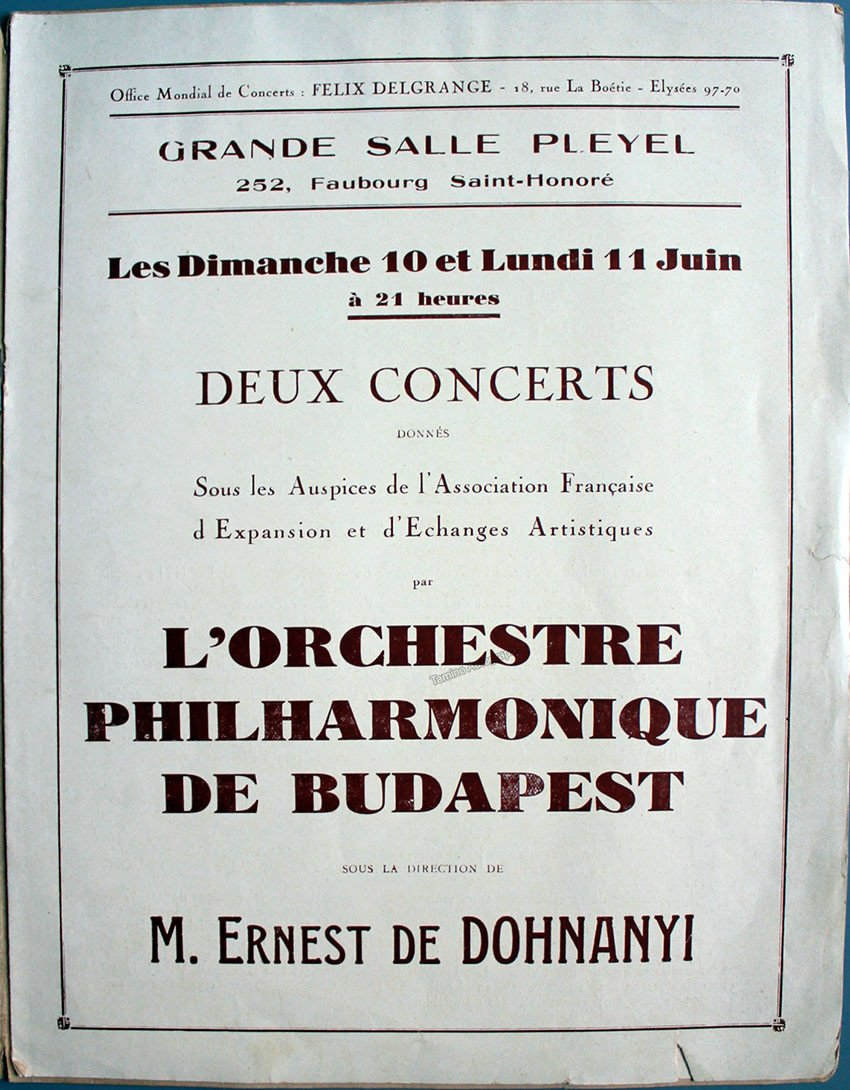 Office Mondial de Concerts : FELIX DELGRANGE - 18, rue La Boétie - Elysées 97-70
GRANDE SALLE PLEYEL
252, Faubourg Saint-Honoré
Les Dimanche 10 et Lundi 11 Juin
à 21 heures
DEUX CONCERTS
DONNÉS
Sous les Auspices de l'Association Française
d Expansion et d'Echanges Artistiques
par
L'ORCHESTRE
PHILHARMONIQUE
DE BUDAPEST
SOUS LA DIRECTION DE
M. ERNEST DE DOHNANYI